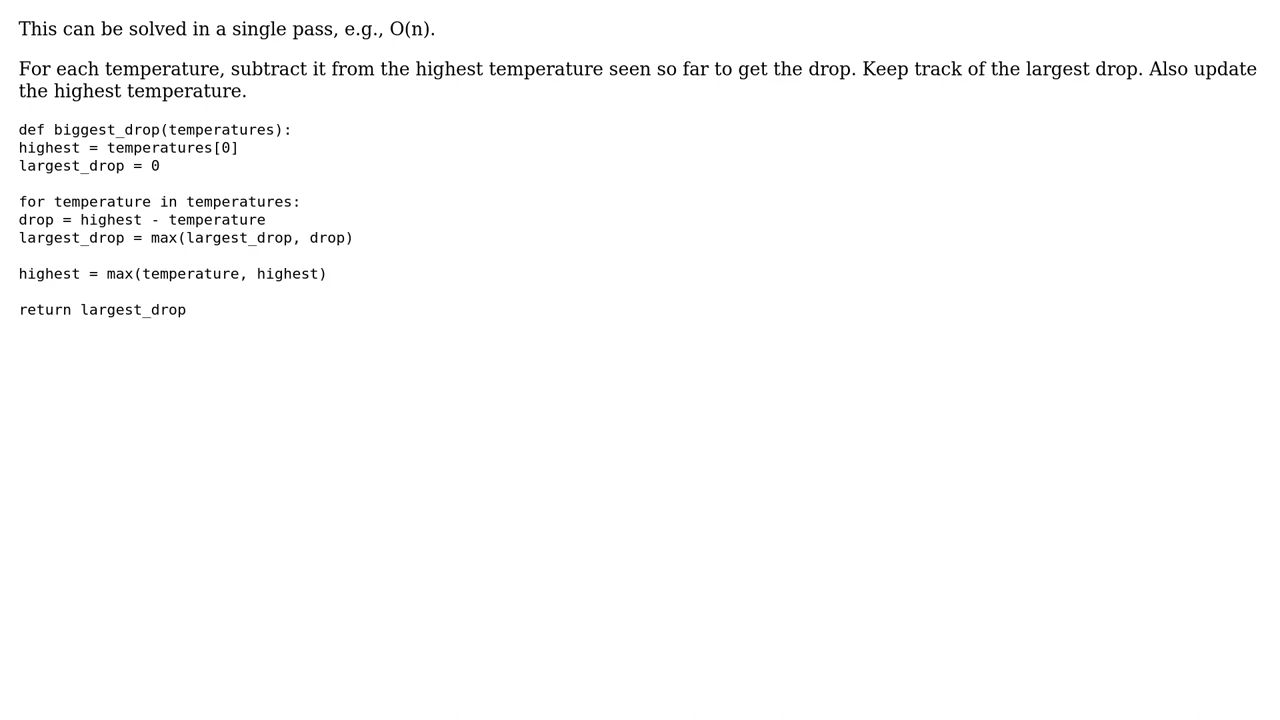 This can be solved in a single pass, e.g., O(n).
For each temperature, subtract it from the highest temperature seen so far to get the drop. Keep track of the largest drop. Also update
the highest temperature.
def biggest_drop(temperatures):
highest = temperatures[0]
largest_drop = 0
for temperature in temperatures:
drop = highest - temperature
largest_drop = max(largest_drop, drop)
highest = max(temperature, highest)
return largest_drop